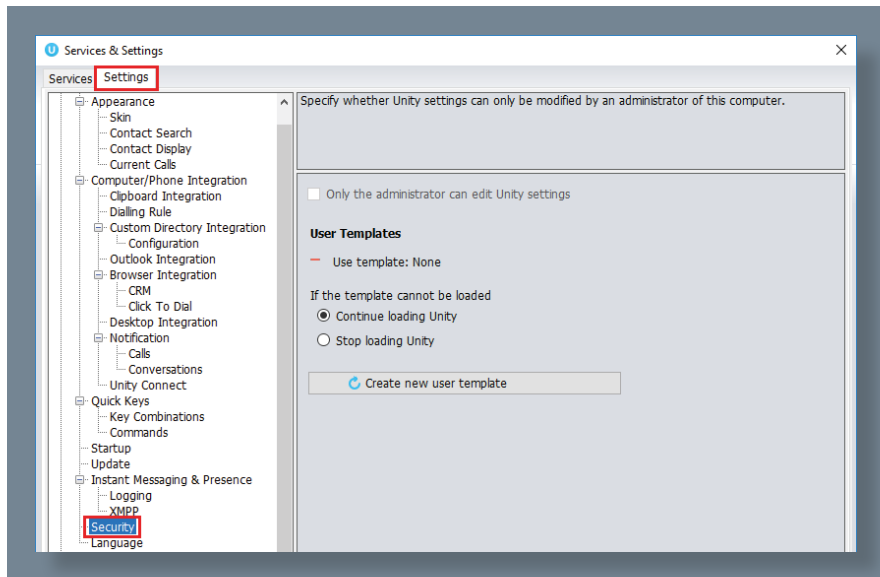 Services & Settings
Services Settings
Appearance
Skin
Contact Search
Contact Display
Current Calls
Computer/Phone Integration
Clipboard Integration
Dialling Rule
Custom Directory Integration
Configuration
Outlook Integration
Browser Integration
CRM
Click To Dial
Desktop Integration
Notification
Calls
Conversations
Unity Connect
Quick Keys
Key Combinations
Commands
Startup
Update
Instant Messaging & Presence
Logging
XMPP
Security
Language
Specify whether Unity settings can only be modified by an administrator of this computer.
Only the administrator can edit Unity settings
User Templates
Use template: None
If the template cannot be loaded
Continue loading Unity
Stop loading Unity
Create new user template